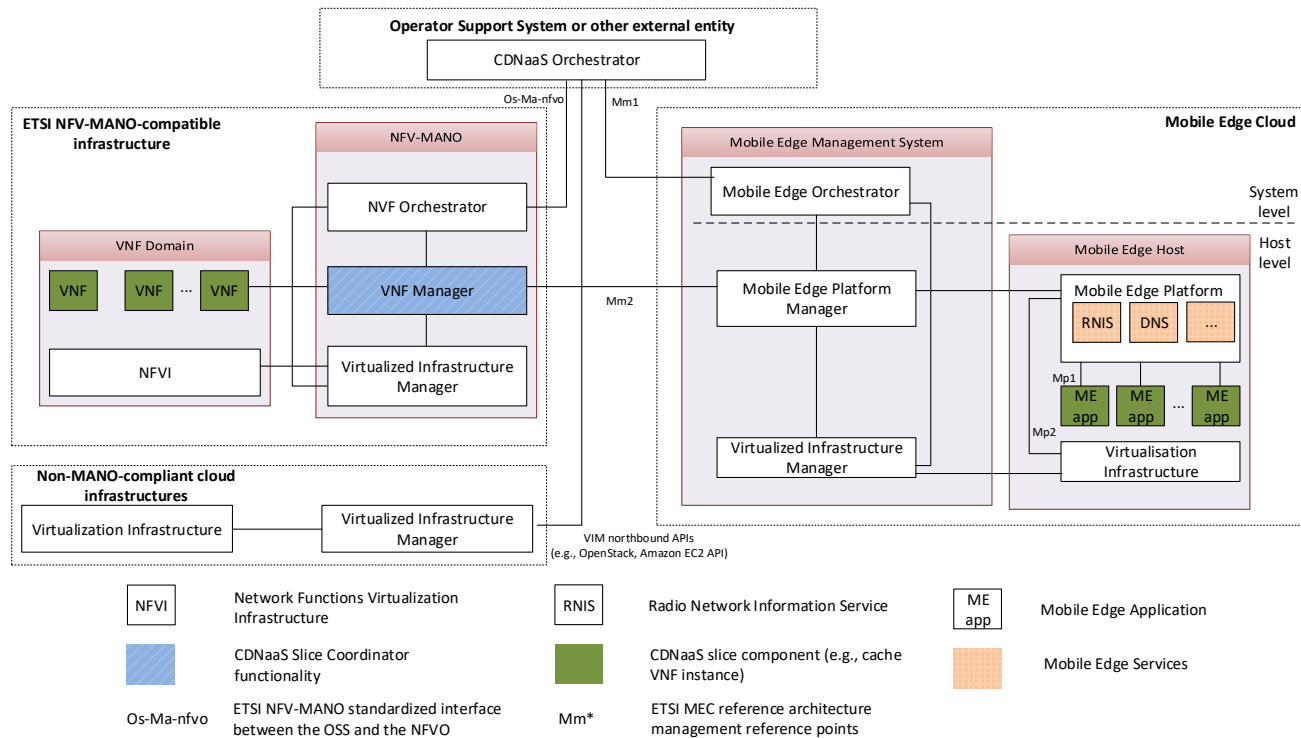 Operator Support System or other external entity
CDNaaS Orchestrator
Os-Ma-nfvo
Mm1
ETSI NFV-MANO-compatible
infrastructure
NFV-MANO
NVF Orchestrator
VNF Domain
VNF
VNF
...
VNF
VNF Manager
NFVI
Virtualized Infrastructure
Manager
Mm2
Mobile Edge Cloud
Mobile Edge Management System
Mobile Edge Orchestrator
System
level
Host
level
Mobile Edge Host
Mobile Edge Platform
Manager
Mobile Edge Platform
RNIS
DNS
...
Mp1
ME
app
ME
app
...
ME
app
Mp2
Virtualized Infrastructure
Manager
Virtualisation
Infrastructure
Non-MANO-compliant cloud
infrastructures
Virtualization Infrastructure
Virtualized Infrastructure
Manager
VIM northbound APIs
(e.g., OpenStack, Amazon EC2 API)
NFVI
Network Functions Virtualization
Infrastructure
RNIS
Radio Network Information Service
ME
app
Mobile Edge Application
CDNaaS Slice Coordinator
functionality
CDNaaS slice component (e.g., cache
VNF instance)
Mobile Edge Services
Os-Ma-nfvo
ETSI NFV-MANO standardized interface
between the OSS and the NFVO
Mm*
ETSI MEC reference architecture
management reference points